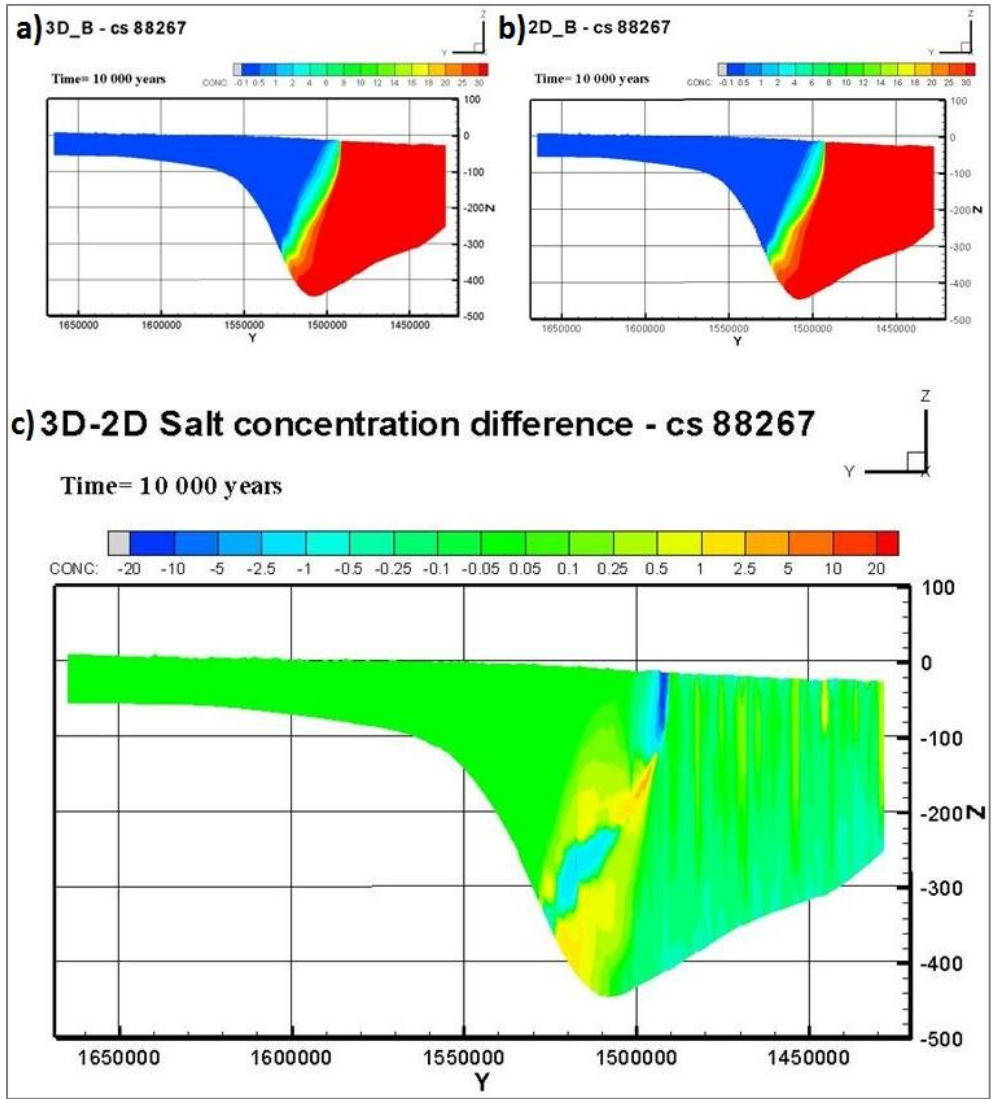 a) 3D_B - cs 88267
Z
Y
Time= 10 000 years
CONC: -0.1 0.5 1 2 4 6 8 10 12 14 16 18 20 25 30
100
0
-100
-200 Z
-300
-400
-500
1650000 1600000 1550000 1500000 1450000
Y
b) 2D_B - cs 88267
Z
Y
Time= 10 000 years
CONC: -0.1 0.5 1 2 4 6 8 10 12 14 16 18 20 25 30
100
0
-100
-200 Z
-300
-400
-500
1650000 1600000 1550000 1500000 1450000
Y
c) 3D-2D Salt concentration difference - cs 88267
Z
Y X
Time= 10 000 years
CONC: -20 -10 -5 -2.5 -1 -0.5 -0.25 -0.1 -0.05 0.05 0.1 0.25 0.5 1 2.5 5 10 20
100
0
-100
-200 Z
-300
-400
-500
1650000 1600000 1550000 1500000 1450000
Y